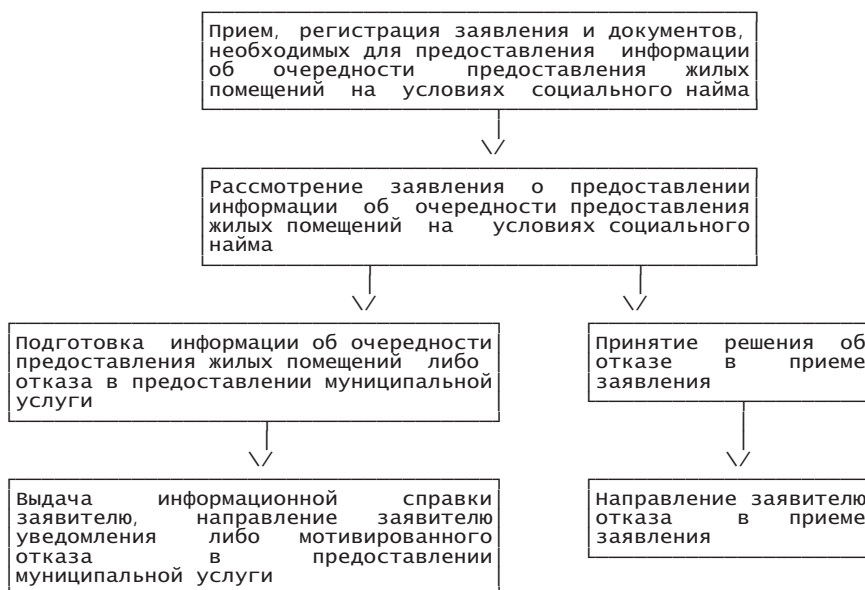 Прием, регистрация заявления и документов,
необходимых для предоставления информации
об очередности предоставления жилых
помещений на условиях социального найма
Рассмотрение заявления о предоставлении
информации об очередности предоставления
жилых помещений на условиях социального
найма
Подготовка информации об очередности
предоставления жилых помещений либо
отказа в предоставлении муниципальной
услуги
Принятие решения об
отказе в приеме
заявления
Выдача информационной справки
заявителю, направление заявителю
уведомления либо мотивированного
отказа в предоставлении
муниципальной услуги
Направление заявителю
отказа в приеме
заявления